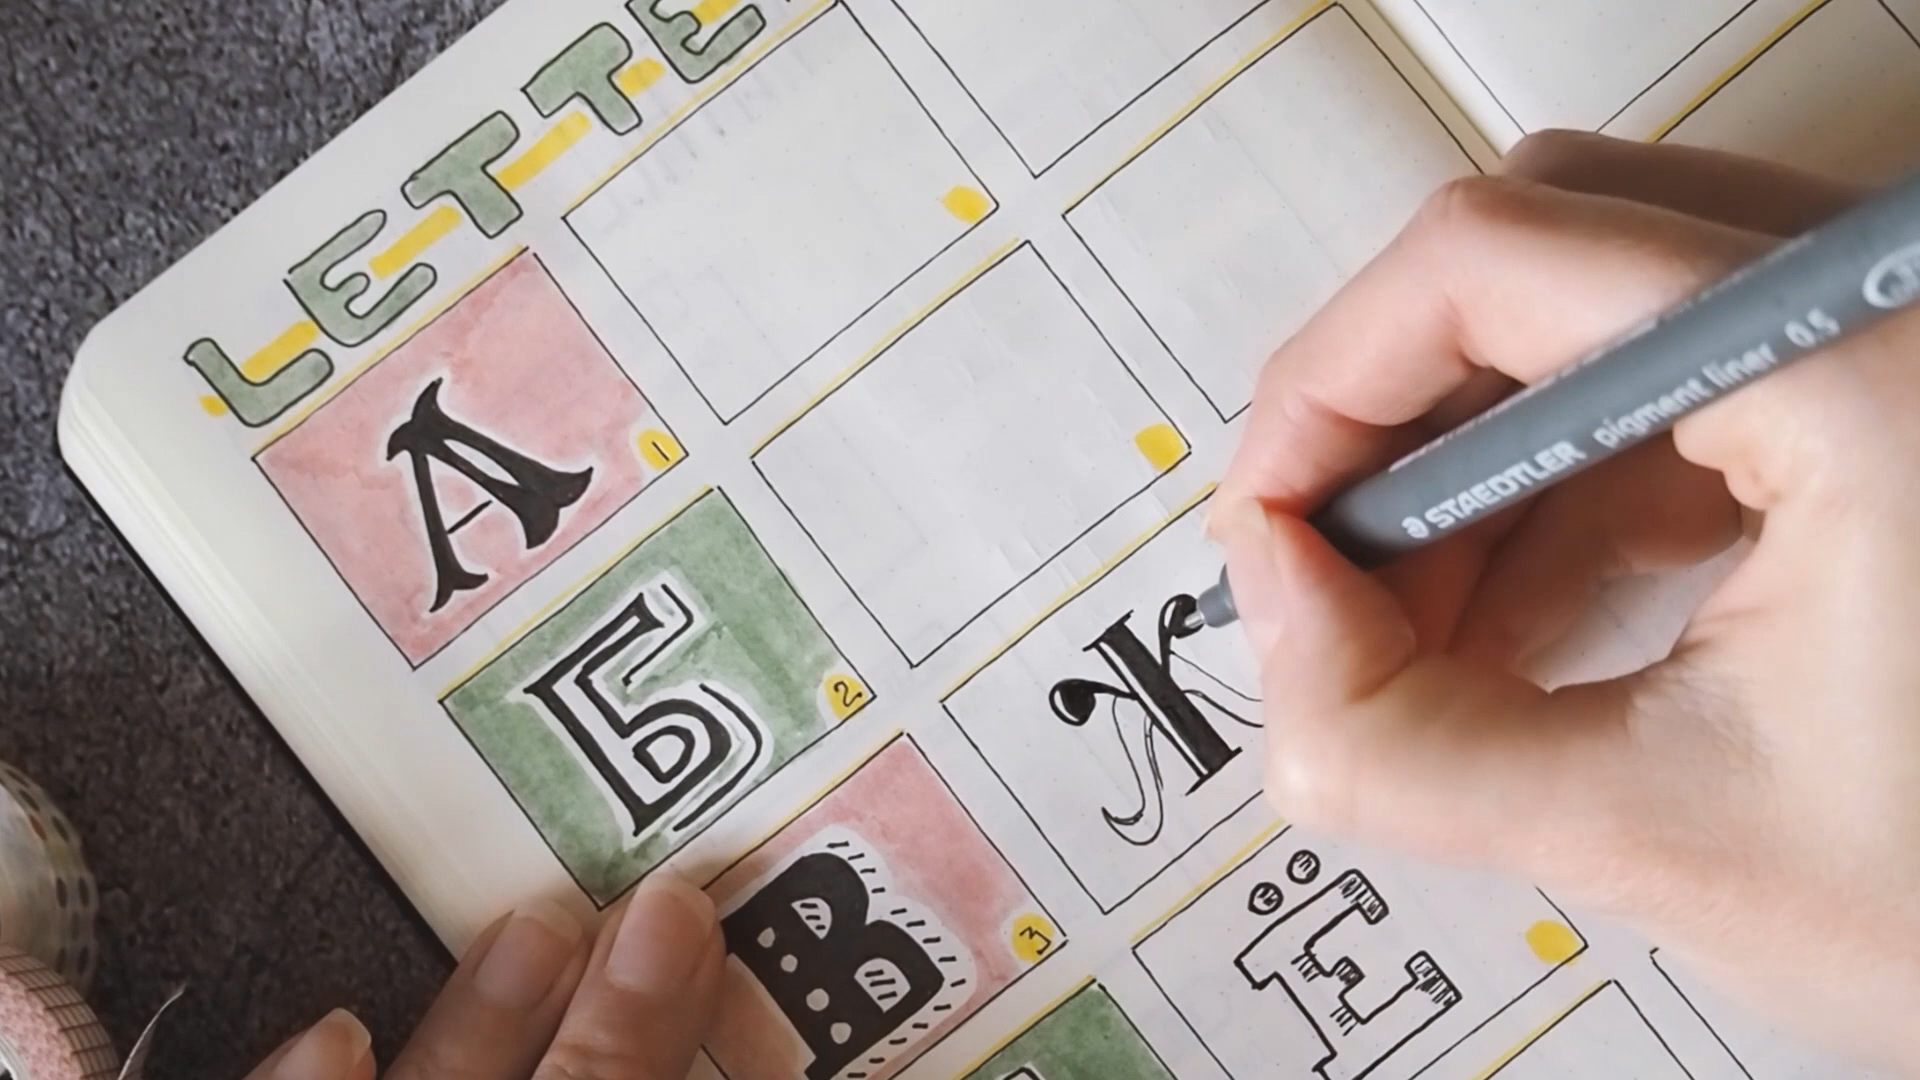 LETTE
А
1
Б
2
В
3
Ж
Ё
STAEDTLER pigment liner 0.5